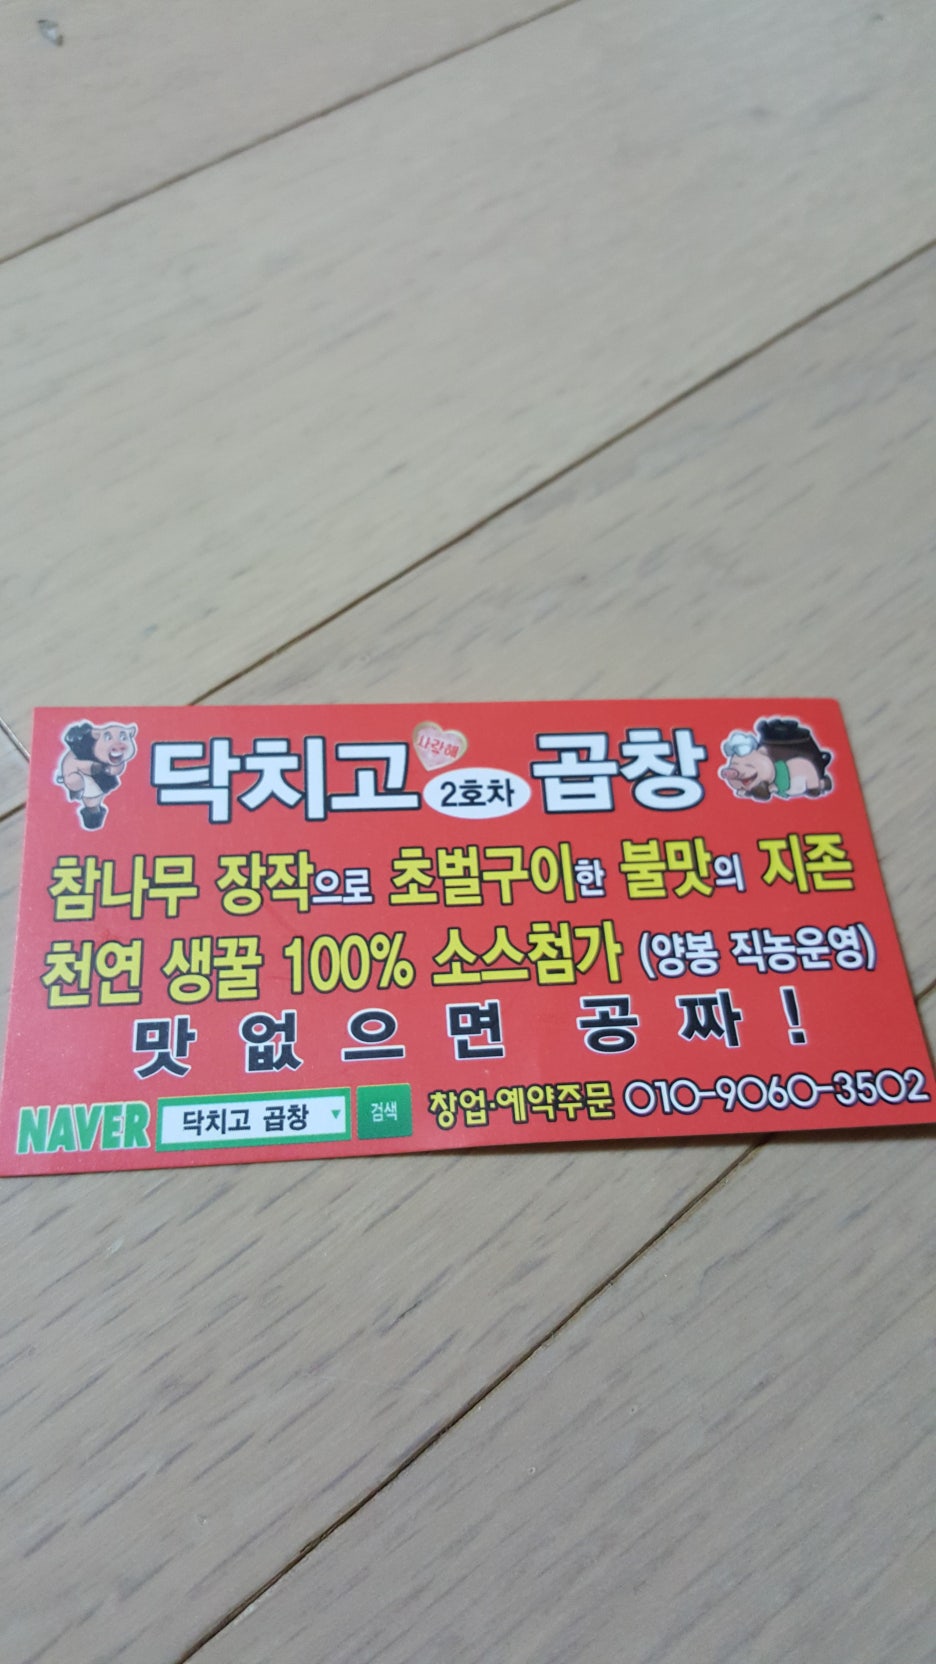 사랑해
닥치고 2호차 곱창
참나무 장작으로 초벌구이한 불맛의 지존
천연 생꿀 100% 소스첨가 (양봉 직농운영)
맛 없으면 공짜!
NAVER 닥치고 곱창 검색 창업·예약주문 010-9060-3502